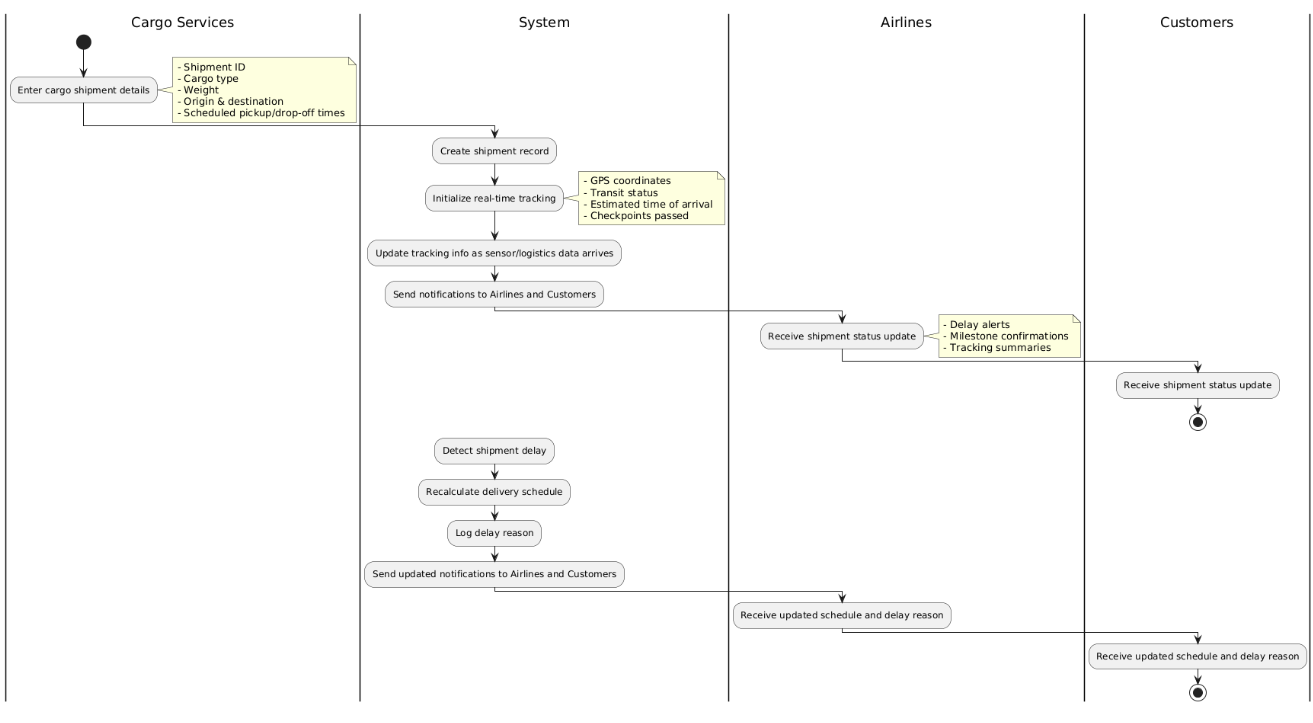 Cargo Services
System
Airlines
Customers
Enter cargo shipment details
- Shipment ID
- Cargo type
- Weight
- Origin & destination
- Scheduled pickup/drop-off times
Create shipment record
Initialize real-time tracking
- GPS coordinates
- Transit status
- Estimated time of arrival
- Checkpoints passed
Update tracking info as sensor/logistics data arrives
Send notifications to Airlines and Customers
Receive shipment status update
- Delay alerts
- Milestone confirmations
- Tracking summaries
Receive shipment status update
Detect shipment delay
Recalculate delivery schedule
Log delay reason
Send updated notifications to Airlines and Customers
Receive updated schedule and delay reason
Receive updated schedule and delay reason